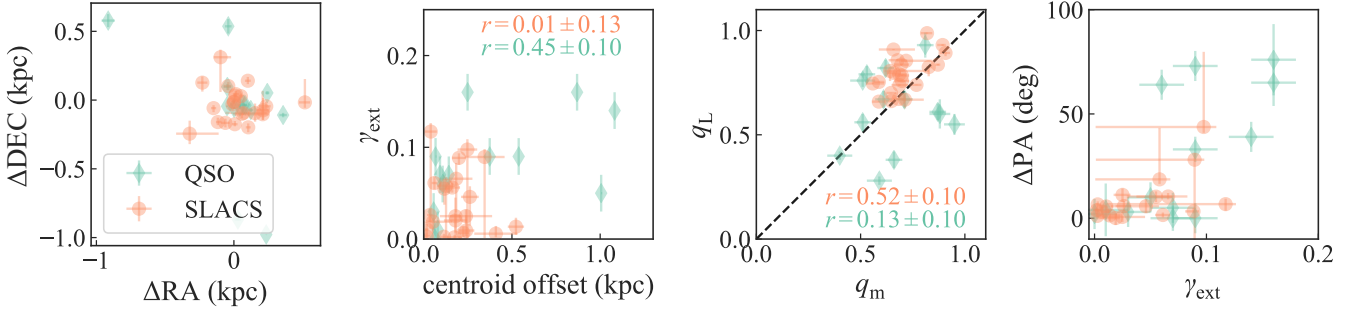 ΔDEC (kpc)
0.5
0.0
−0.5
−1.0
QSO
SLACS
−1
0
ΔRA (kpc)
γext
0.2
0.1
0.0
r = 0.01 ± 0.13
r = 0.45 ± 0.10
0.0
0.5
1.0
centroid offset (kpc)
qL
1.0
0.5
0.0
r = 0.52 ± 0.10
r = 0.13 ± 0.10
0.0
0.5
1.0
qm
ΔPA (deg)
100
50
0
0.0
0.1
0.2
γext